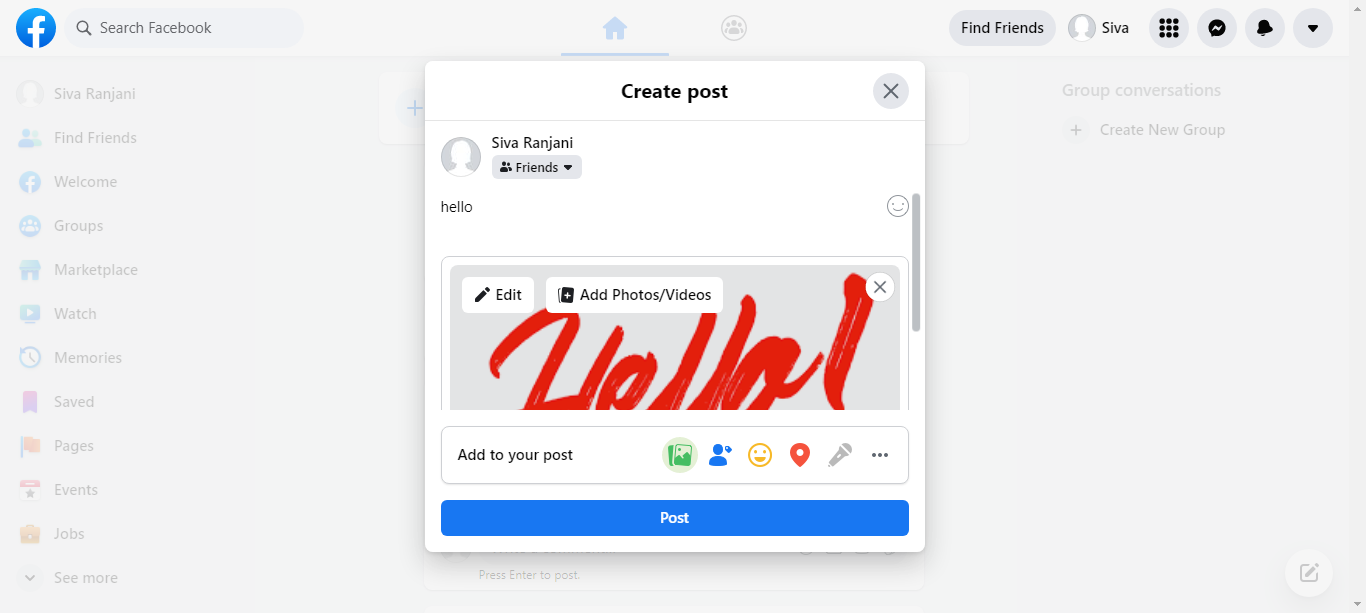 Search Facebook
Find Friends
Siva
Create post
Siva Ranjani
Friends
hello
Edit
Add Photos/Videos
Hello!
Add to your post
Post
Siva Ranjani
Find Friends
Welcome
Groups
Marketplace
Watch
Memories
Saved
Pages
Events
Jobs
See more
Group conversations
Create New Group
Press Enter to post.